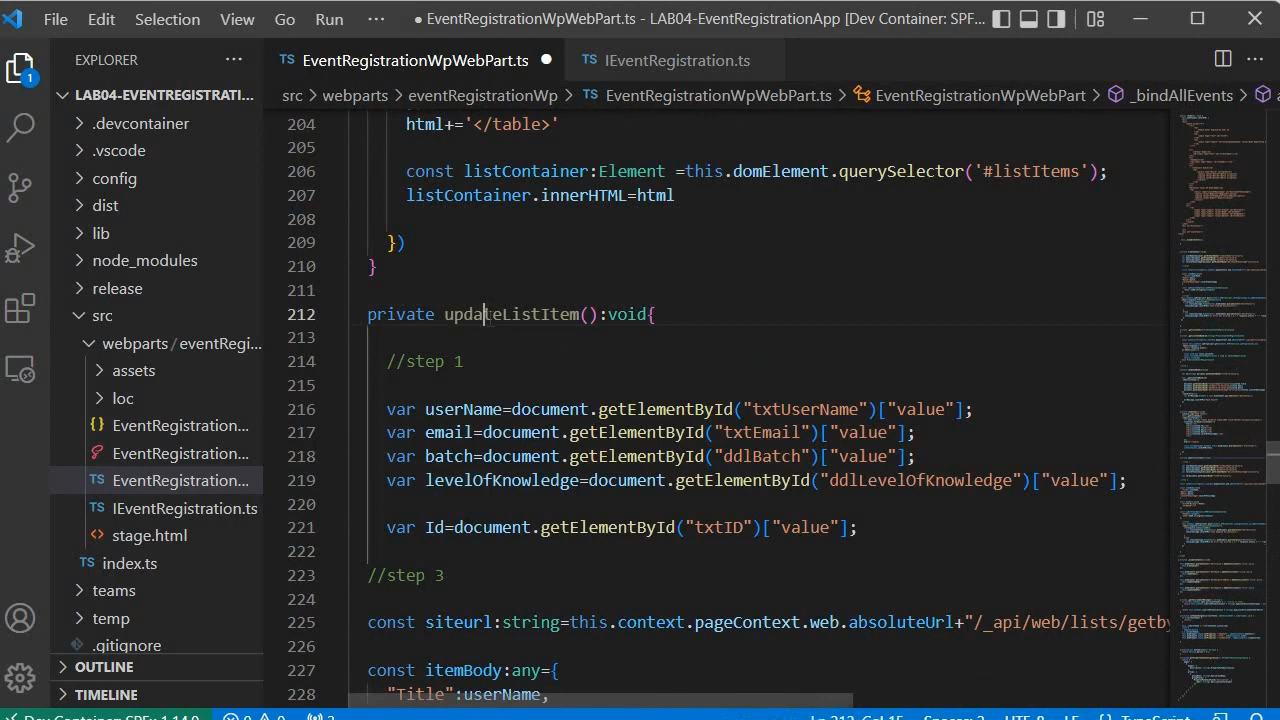 File Edit Selection View Go Run ··· ● EventRegistrationWpWebPart.ts - LAB04-EventRegistrationApp [Dev Container: SPF...
EXPLORER ··· TS EventRegistrationWpWebPart.ts ● TS IEventRegistration.ts ···
LAB04-EVENTREGISTRATI... src > webparts > eventRegistrationWp > TS EventRegistrationWpWebPart.ts > EventRegistrationWpWebPart > _bindAllEvents >
.devcontainer
.vscode
config
dist
lib
node_modules
release
src
webparts / eventRegi...
assets
loc
{} EventRegistration...
EventRegistration...
TS EventRegistration...
TS IEventRegistration.ts
<> stage.html
TS index.ts
teams
temp
.gitignore
OUTLINE
TIMELINE
1
204 html+='</table>'
205
206 const listcontainer:Element =this.domElement.querySelector('#listItems');
207 listContainer.innerHTML=html
208
209 })
210 }
211
212 private updateListItem():void{
213
214 //step 1
215
216 var userName=document.getElementById("txtUserName")["value"];
217 var email=document.getElementById("txtEmail")["value"];
218 var batch=document.getElementById("ddlBatch")["value"];
219 var levelOfKnowledge=document.getElementById("ddlLevelOfKnowledge")["value"];
220
221 var Id=document.getElementById("txtID")["value"];
222
223 //step 3
224
225 const siteurl:string=this.context.pageContext.web.absoluteUrl+"/_api/web/lists/getby
226
227 const itemBody:any={
228 "Title":userName,